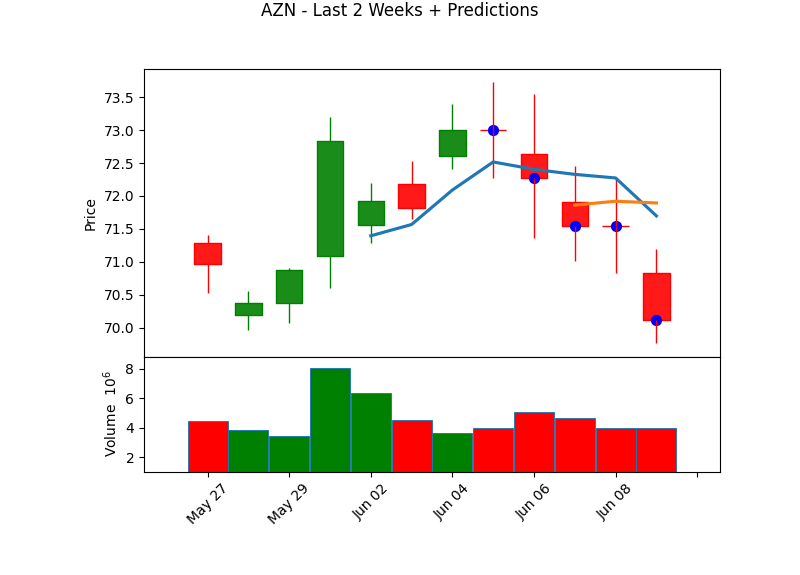 AZN - Last 2 Weeks + Predictions
73.5
73.0
72.5
72.0
71.5
71.0
70.5
70.0
Price
8
6
4
2
Volume 10^6
May 27
May 29
Jun 02
Jun 04
Jun 06
Jun 08